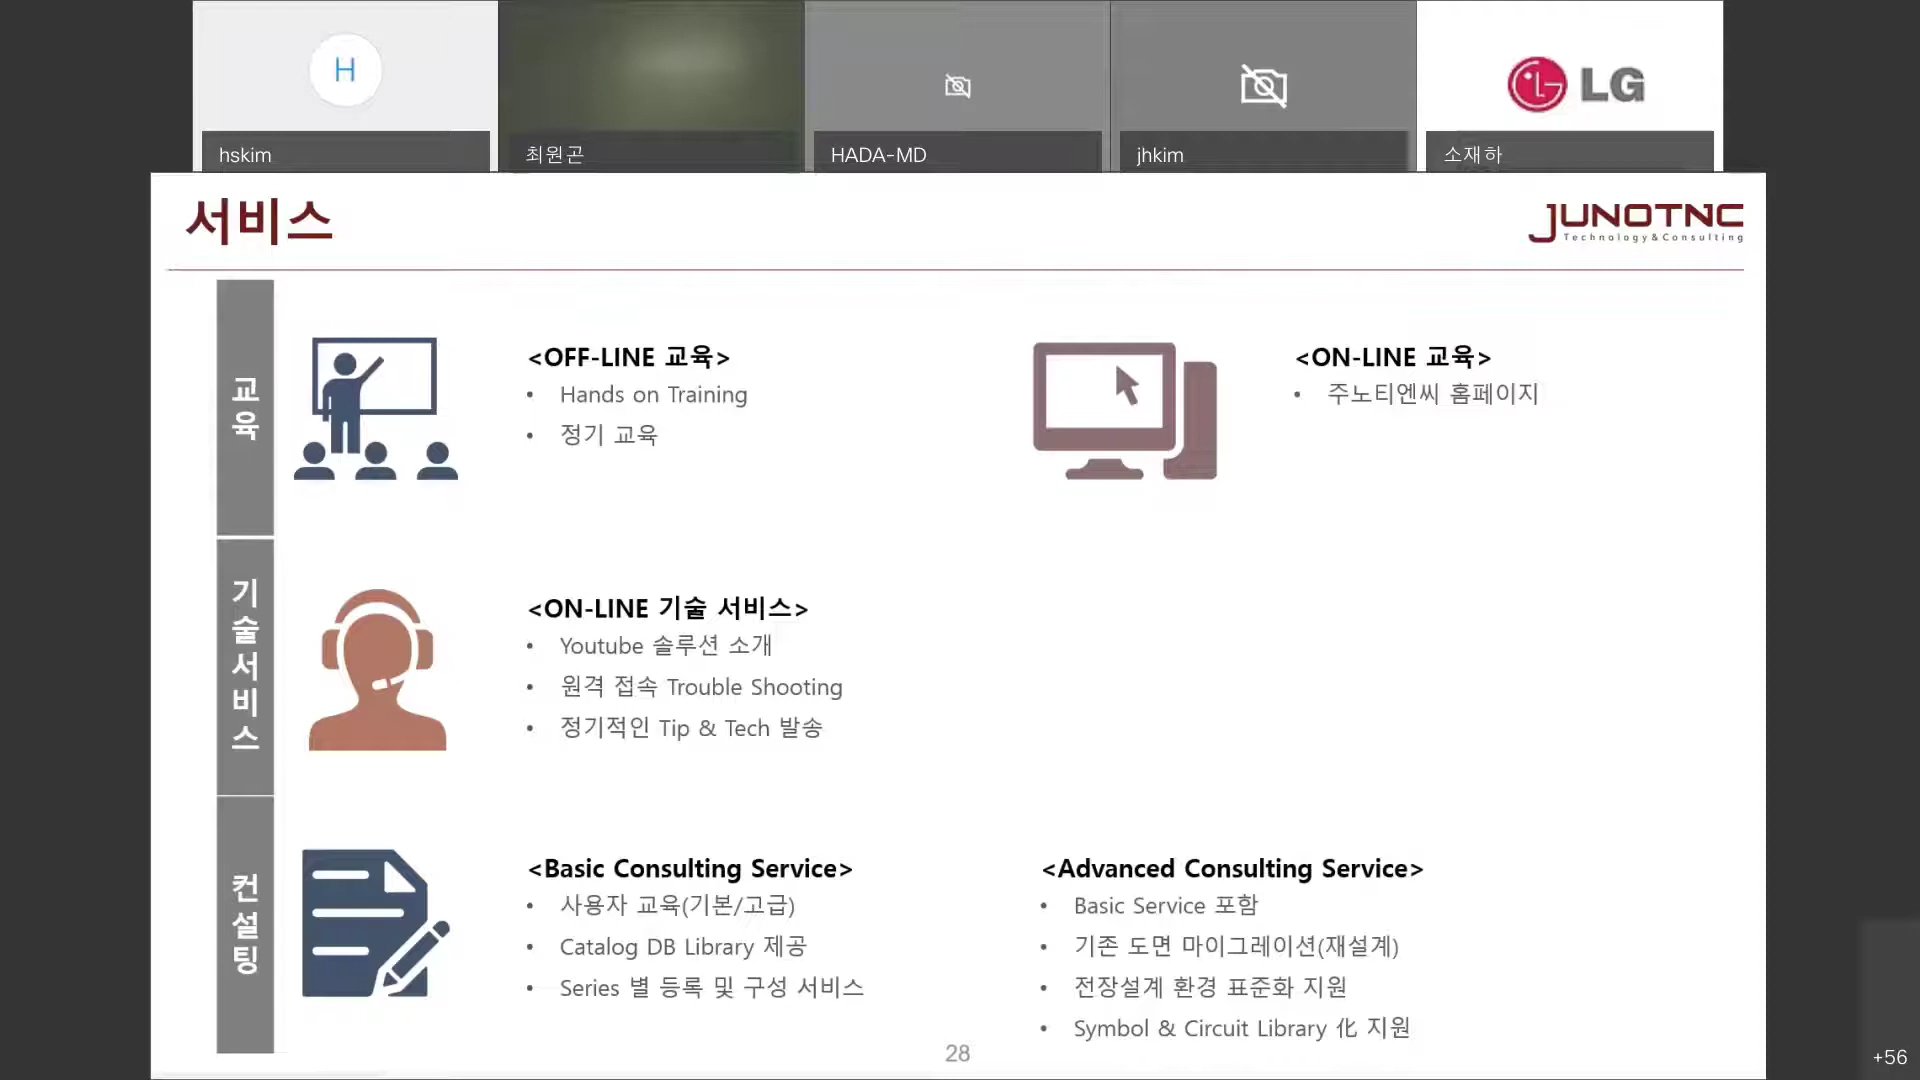 H
hskim
최원곤
HADA-MD
jhkim
LG
소재하
서비스
JUNOTNC
Technology&Consulting
교육
<OFF-LINE 교육>
• Hands on Training
• 정기 교육
<ON-LINE 교육>
• 주노티엔씨 홈페이지
기술서비스
<ON-LINE 기술 서비스>
• Youtube 솔루션 소개
• 원격 접속 Trouble Shooting
• 정기적인 Tip & Tech 발송
컨설팅
<Basic Consulting Service>
• 사용자 교육(기본/고급)
• Catalog DB Library 제공
• Series 별 등록 및 구성 서비스
<Advanced Consulting Service>
• Basic Service 포함
• 기존 도면 마이그레이션(재설계)
• 전장설계 환경 표준화 지원
• Symbol & Circuit Library 化 지원
28
+56